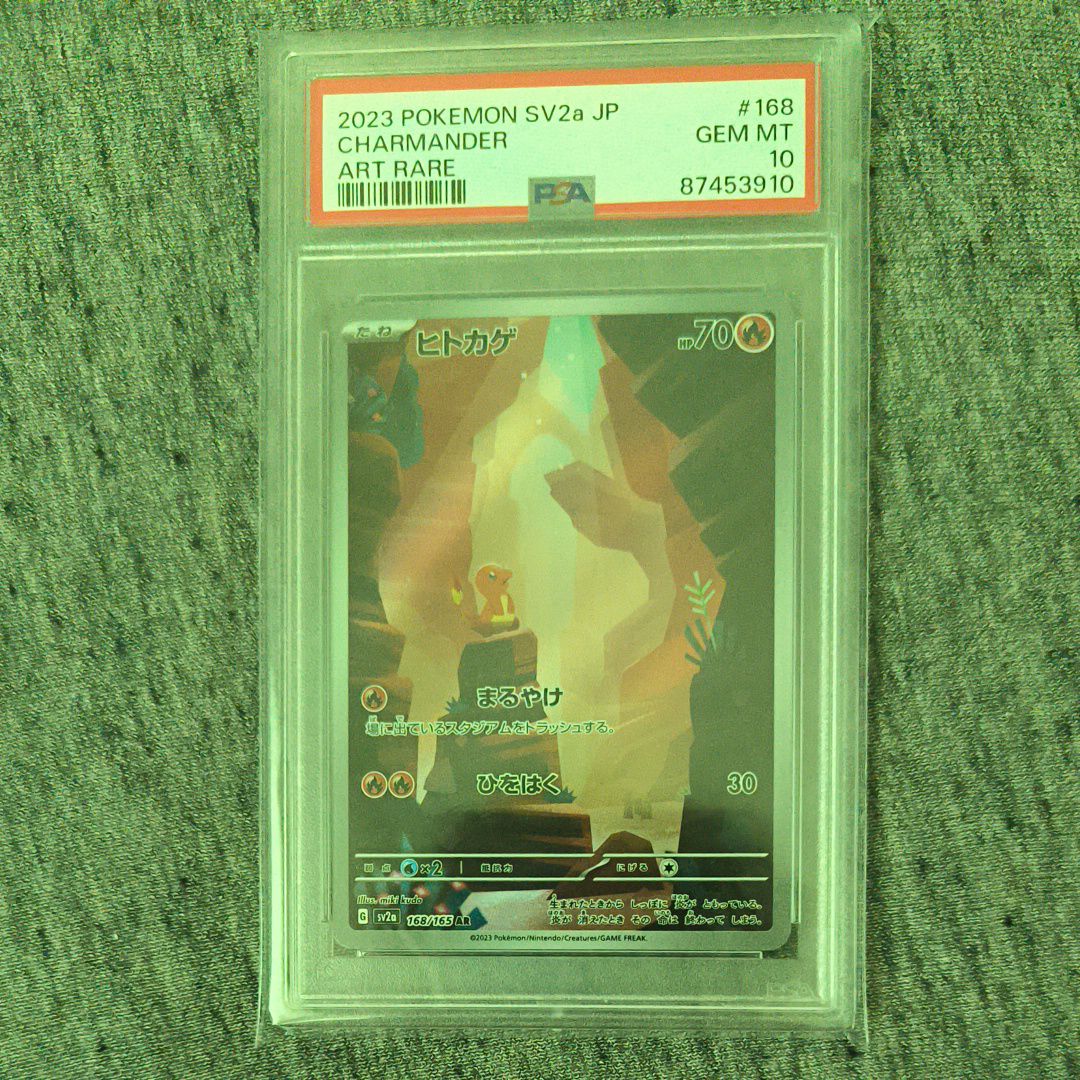 2023 POKEMON SV2a JP
#168
CHARMANDER
GEM MT
ART RARE
10
PSA
87453910
たね
ヒトカゲ
HP70
まるやけ
場に出ているスタジアムをトラッシュする。
ひをはく
30
弱点
×2
抵抗力
にげる
Illus. miki kudo
G
sv2a
168/165 AR
生まれたときから しっぽに 炎が ともっている。
炎が 消えたとき その 命は 終わって しまう。
©2023 Pokémon/Nintendo/Creatures/GAME FREAK.